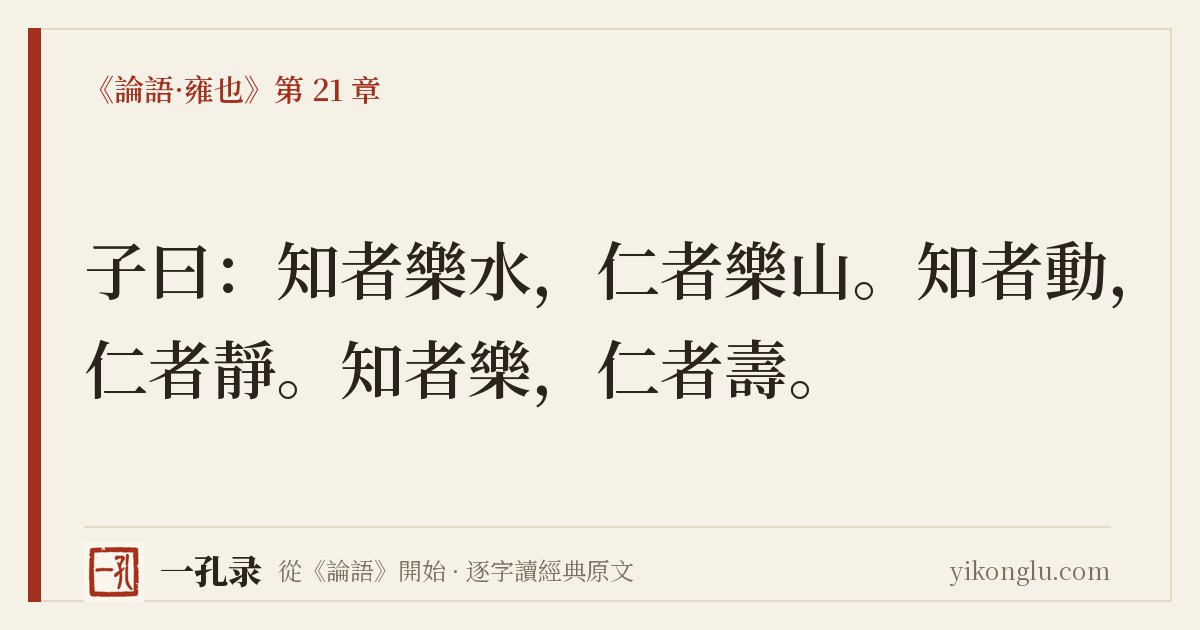 《論語·雍也》第 21 章
子曰：知者樂水，仁者樂山。知者動，
仁者靜。知者樂，仁者壽。
一孔
一孔录 從《論語》開始 · 逐字讀經典原文
yikonglu.com